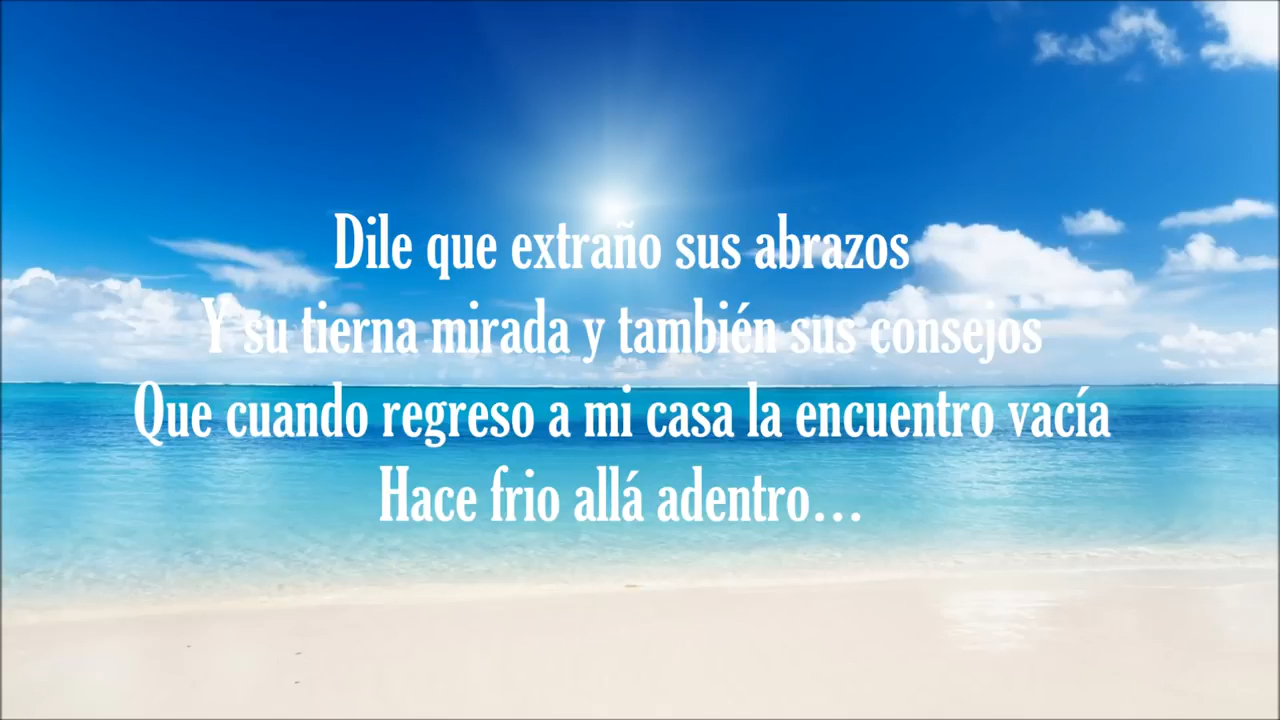 Dile que extraño sus abrazos
Y su tierna mirada y también sus consejos
Que cuando regreso a mi casa la encuentro vacía
Hace frio allá adentro...